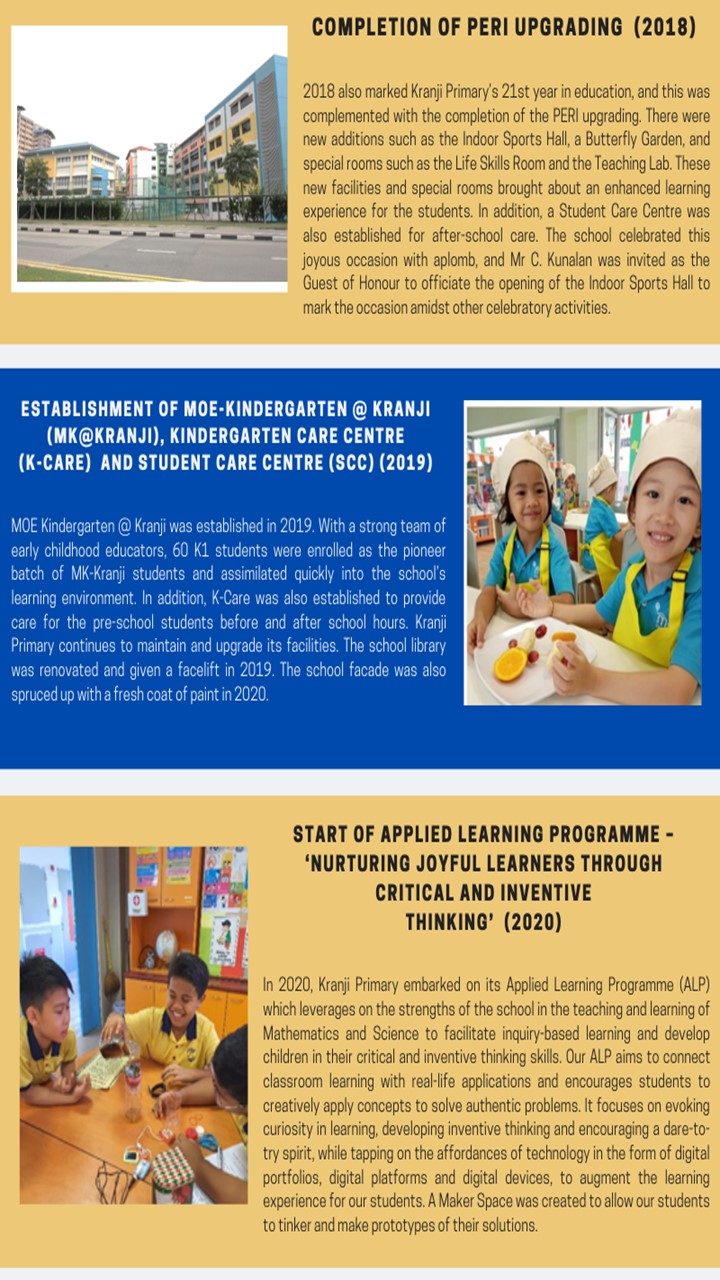 COMPLETION OF PERI UPGRADING (2018)
2018 also marked Kranji Primary's 21st year in education, and this was
complemented with the completion of the PERI upgrading. There were
new additions such as the Indoor Sports Hall, a Butterfly Garden, and
special rooms such as the Life Skills Room and the Teaching Lab. These
new facilities and special rooms brought about an enhanced learning
experience for the students. In addition, a Student Care Centre was
also established for after-school care. The school celebrated this
joyous occasion with aplomb, and Mr C. Kunalan was invited as the
Guest of Honour to officiate the opening of the Indoor Sports Hall to
mark the occasion amidst other celebratory activities.
ESTABLISHMENT OF MOE-KINDERGARTEN @ KRANJI
(MK@KRANJI), KINDERGARTEN CARE CENTRE
(K-CARE) AND STUDENT CARE CENTRE (SCC) (2019)
MOE Kindergarten @ Kranji was established in 2019. With a strong team of
early childhood educators, 60 K1 students were enrolled as the pioneer
batch of MK-Kranji students and assimilated quickly into the school's
learning environment. In addition, K-Care was also established to provide
care for the pre-school students before and after school hours. Kranji
Primary continues to maintain and upgrade its facilities. The school library
was renovated and given a facelift in 2019. The school facade was also
spruced up with a fresh coat of paint in 2020.
START OF APPLIED LEARNING PROGRAMME –
‘NURTURING JOYFUL LEARNERS THROUGH
CRITICAL AND INVENTIVE
THINKING’ (2020)
In 2020, Kranji Primary embarked on its Applied Learning Programme (ALP)
which leverages on the strengths of the school in the teaching and learning of
Mathematics and Science to facilitate inquiry-based learning and develop
children in their critical and inventive thinking skills. Our ALP aims to connect
classroom learning with real-life applications and encourages students to
creatively apply concepts to solve authentic problems. It focuses on evoking
curiosity in learning, developing inventive thinking and encouraging a dare-to-
try spirit, while tapping on the affordances of technology in the form of digital
portfolios, digital platforms and digital devices, to augment the learning
experience for our students. A Maker Space was created to allow our students
to tinker and make prototypes of their solutions.